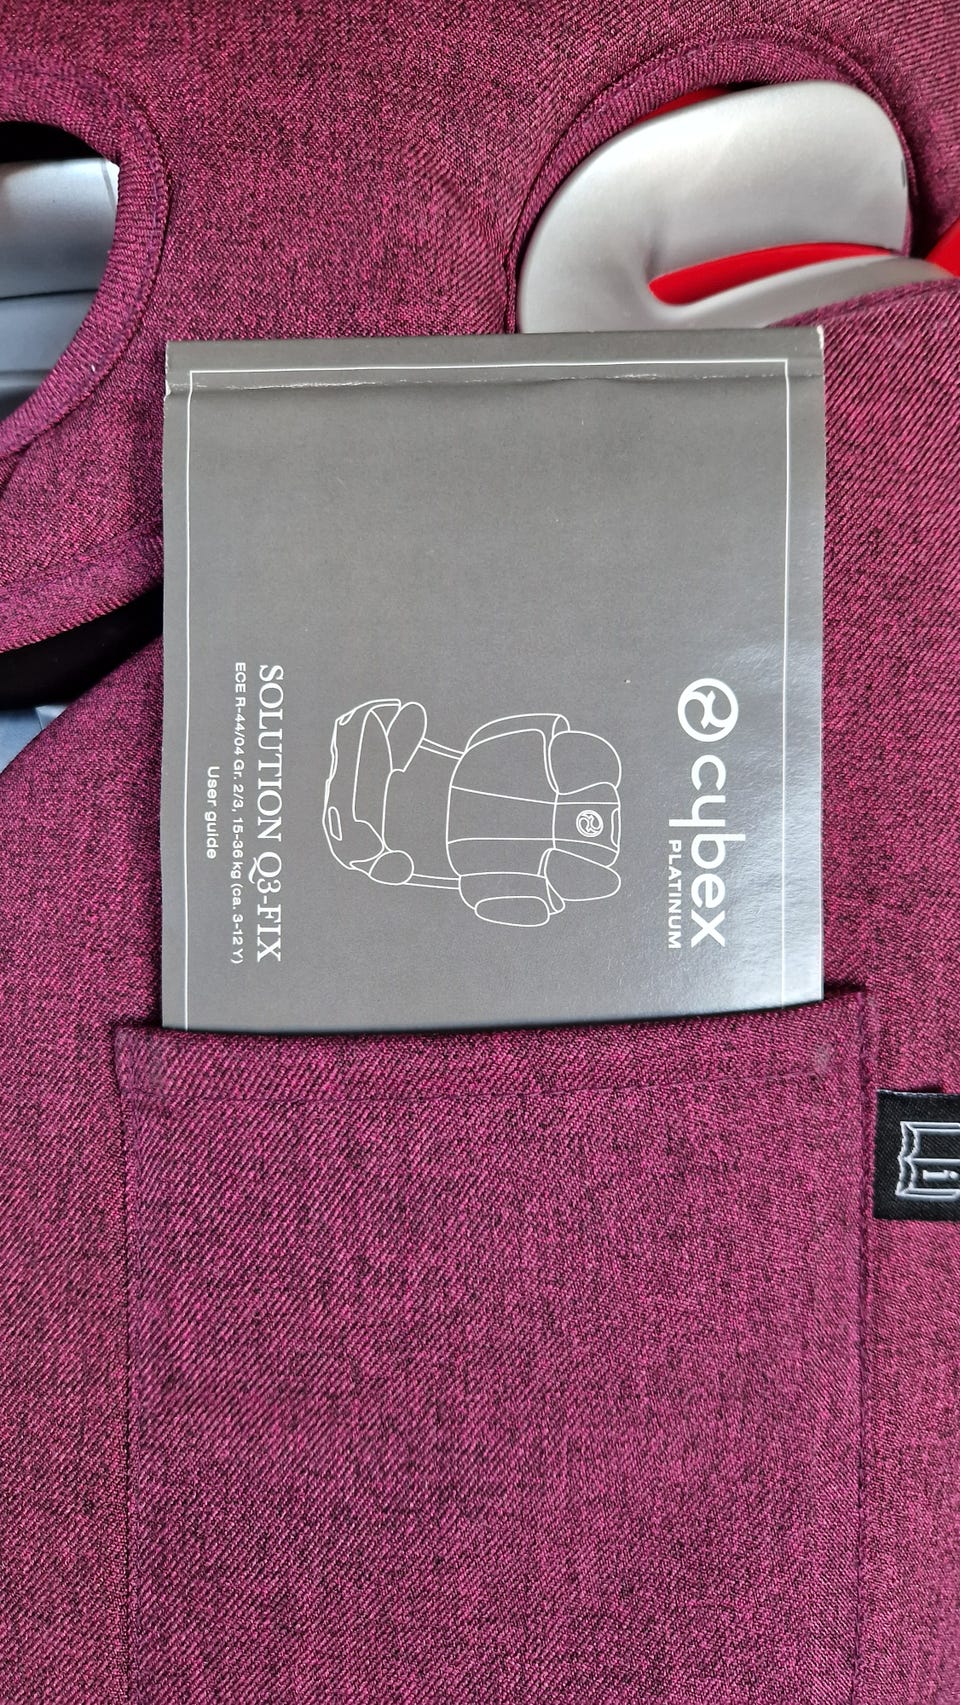 cybex
PLATINUM
SOLUTION Q3-FIX
ECE R-44/04 Gr. 2/3, 15-36 kg (ca. 3-12 Y)
User guide
i